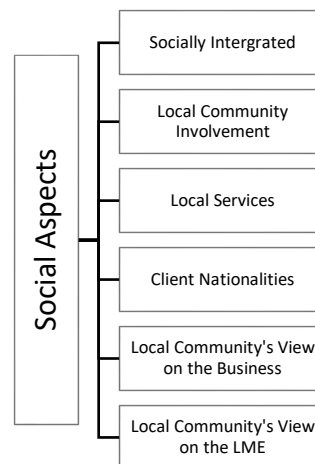 Social Aspects
Socially Intergrated
Local Community
Involvement
Local Services
Client Nationalities
Local Community's View
on the Business
Local Community's View
on the LME